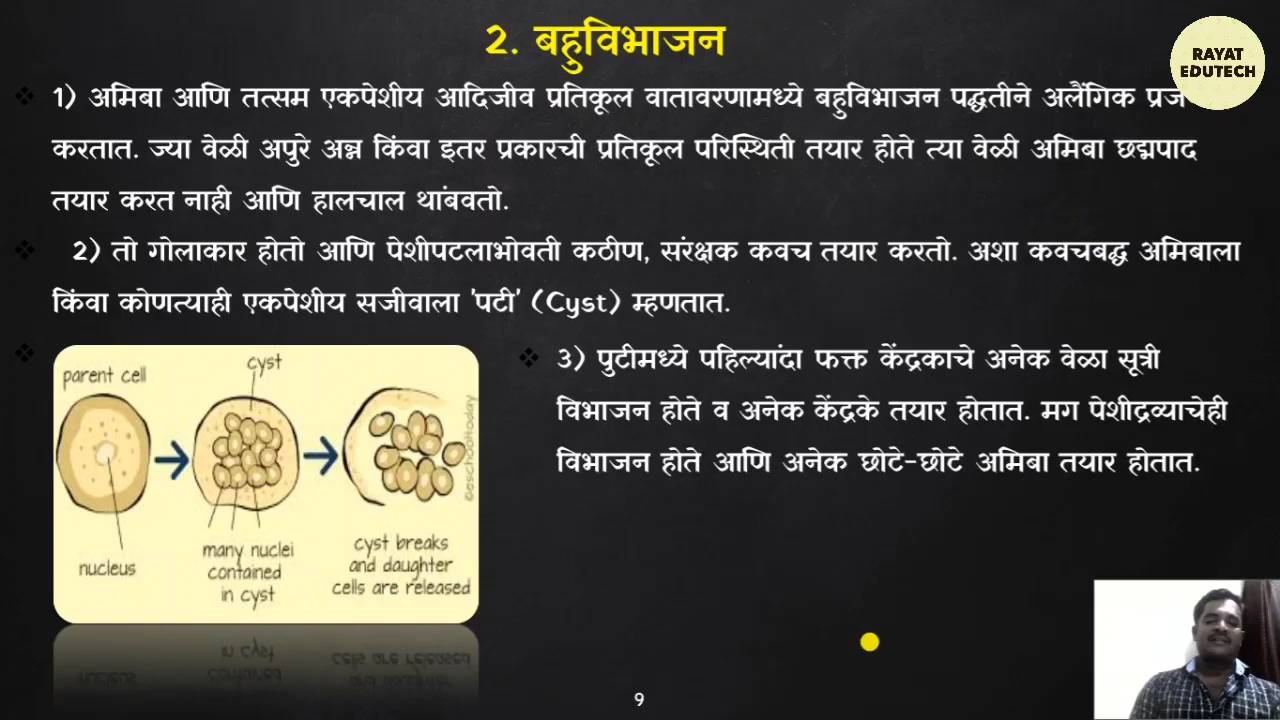 2. बहुविभाजन
RAYAT
EDUTECH
1) अमिबा आणि तत्सम एकपेशीय आदिजीव प्रतिकूल वातावरणामध्ये बहुविभाजन पद्धतीने अलैंगिक
करतात. ज्या वेळी अपुरे अन्न किंवा इतर प्रकारची प्रतिकूल परिस्थिती तयार होते त्या वेळी अमिबा छद्मपाद
तयार करत नाही आणि हालचाल थांबवतो.
2) तो गोलाकार होतो आणि पेशीपटलाभोवती कठीण, संरक्षक कवच तयार करतो. अशा कवचबद्ध अमिबाला
किंवा कोणत्याही एकपेशीय सजीवाला 'पटी' (Cyst) म्हणतात.
parent cell
cyst
nucleus
many nuclei
contained
in cyst
cyst breaks
and daughter
cells are released
©eschooltoday
3) पुटीमध्ये पहिल्यांदा फक्त केंद्रकाचे अनेक वेळा सूत्री
विभाजन होते व अनेक केंद्रके तयार होतात. मग पेशीद्रव्याचेही
विभाजन होते आणि अनेक छोटे-छोटे अमिबा तयार होतात.
9